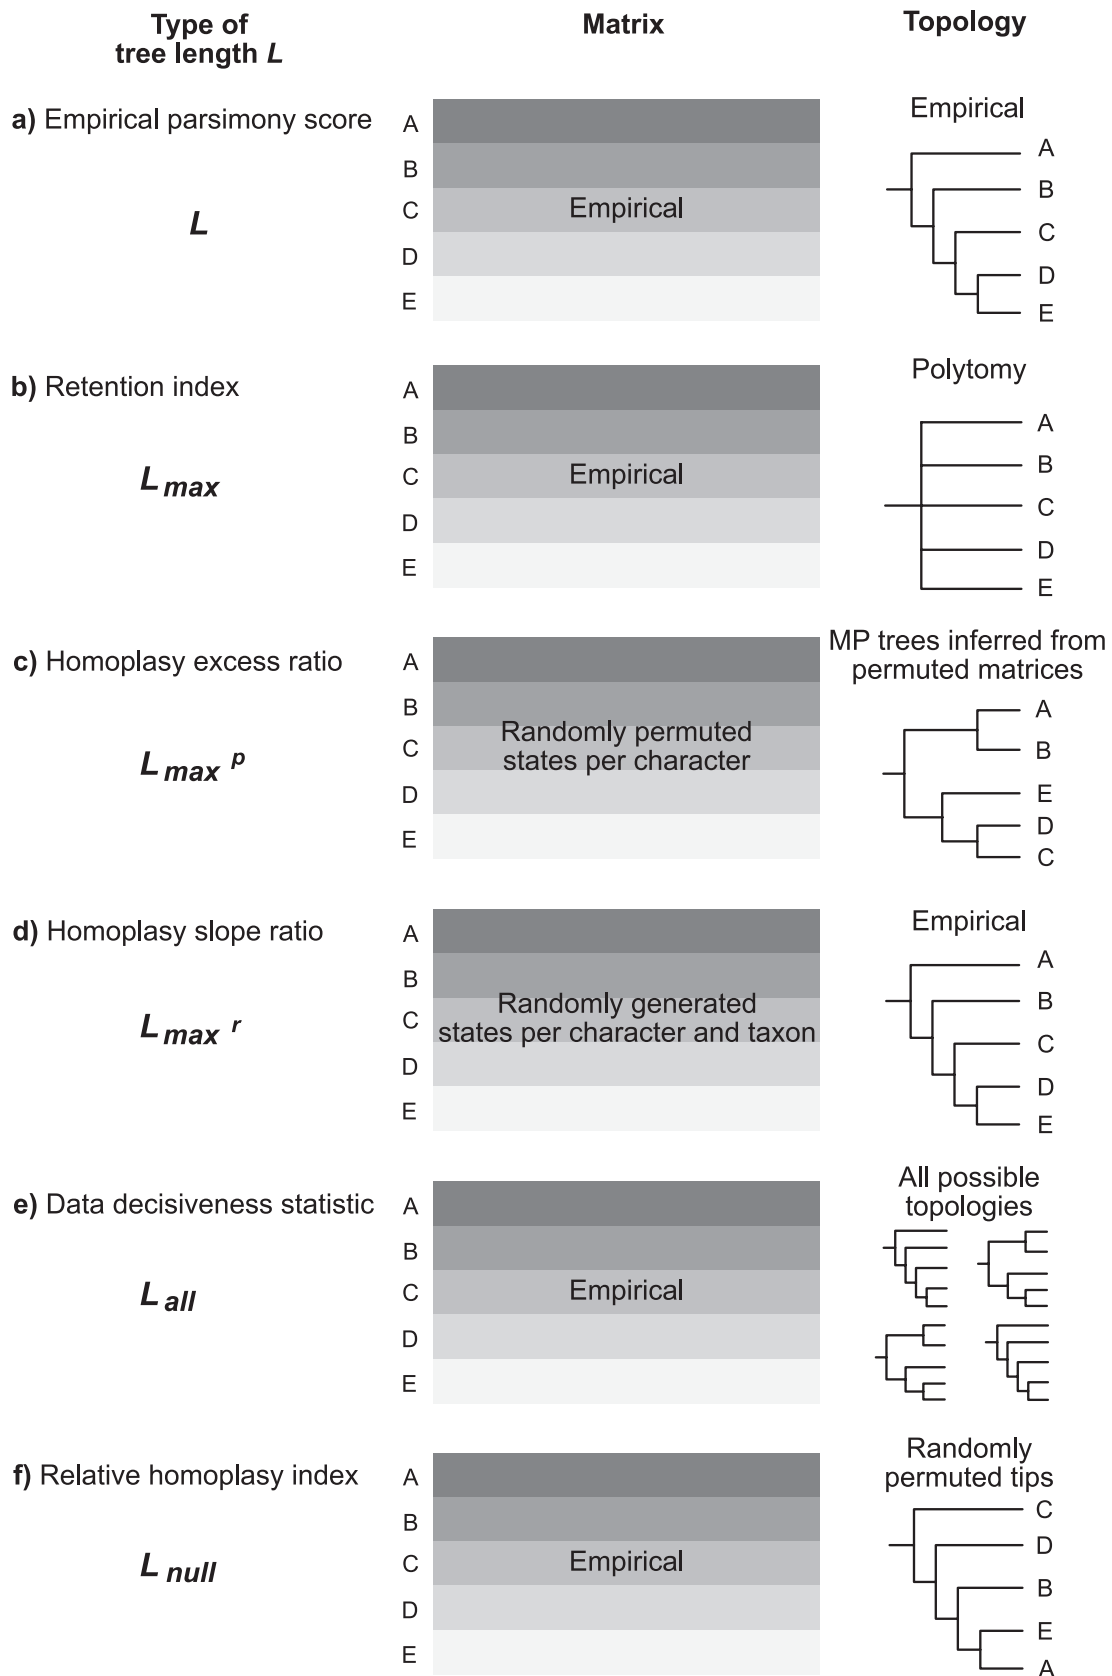 Type of
tree length L
Matrix
Topology
a) Empirical parsimony score
L
A
B
C
D
E
Empirical
Empirical
A
B
C
D
E
b) Retention index
L max
A
B
C
D
E
Empirical
Polytomy
A
B
C
D
E
c) Homoplasy excess ratio
L max p
A
B
C
D
E
Randomly permuted
states per character
MP trees inferred from
permuted matrices
A
B
E
D
C
d) Homoplasy slope ratio
L max r
A
B
C
D
E
Randomly generated
states per character and taxon
Empirical
A
B
C
D
E
e) Data decisiveness statistic
L all
A
B
C
D
E
Empirical
All possible
topologies
f) Relative homoplasy index
L null
A
B
C
D
E
Empirical
Randomly
permuted tips
C
D
B
E
A